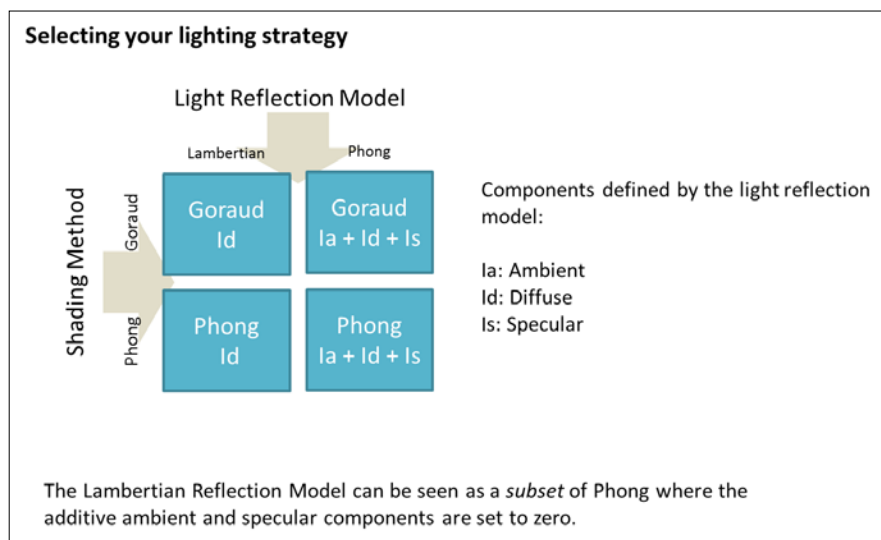 Selecting your lighting strategy
Light Reflection Model
Lambertian
Phong
Shading Method
Goraud
Phong
Goraud
Id
Goraud
Ia + Id + Is
Phong
Id
Phong
Ia + Id + Is
Components defined by the light reflection
model:
Ia: Ambient
Id: Diffuse
Is: Specular
The Lambertian Reflection Model can be seen as a subset of Phong where the
additive ambient and specular components are set to zero.